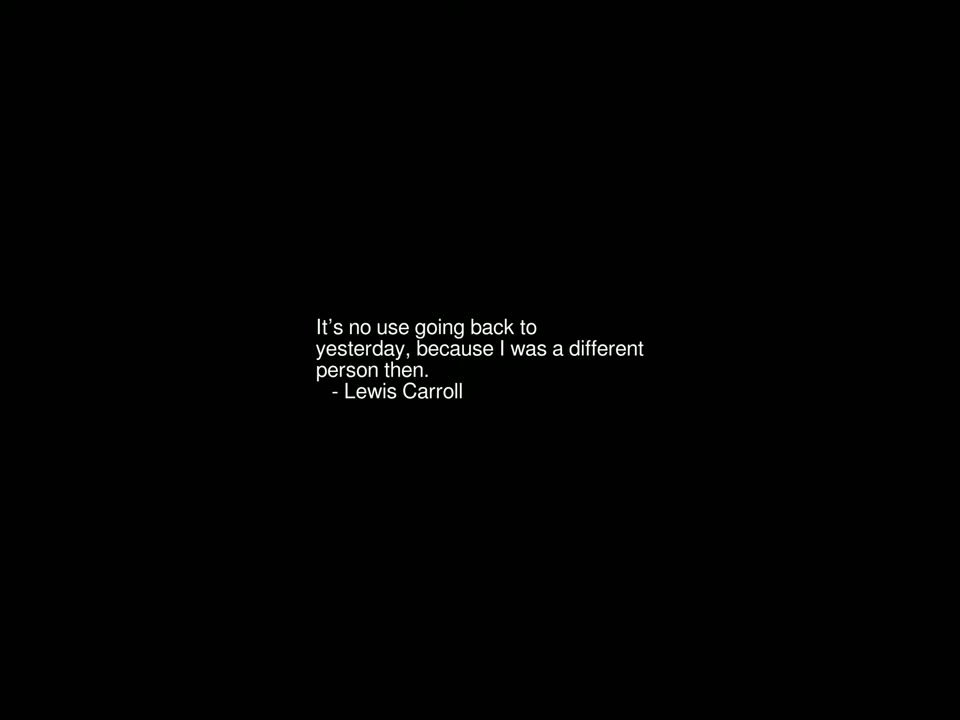 It’s no use going back to
yesterday, because I was a different
person then.
- Lewis Carroll